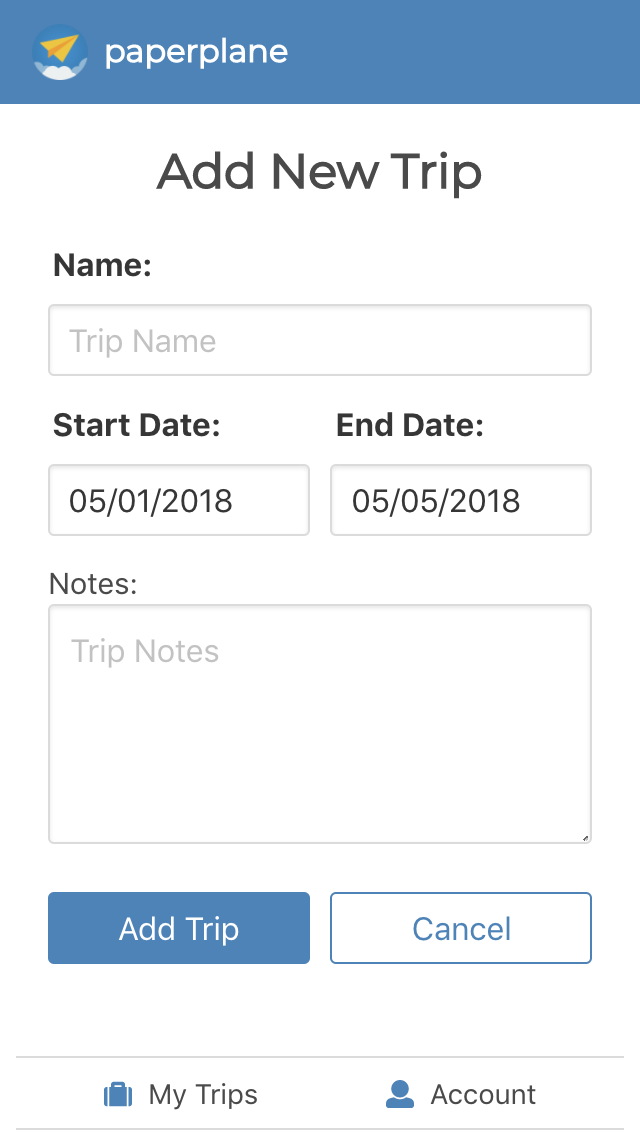 paperplane
Add New Trip
Name:
Trip Name
Start Date: End Date:
05/01/2018 05/05/2018
Notes:
Trip Notes
Add Trip Cancel
My Trips Account